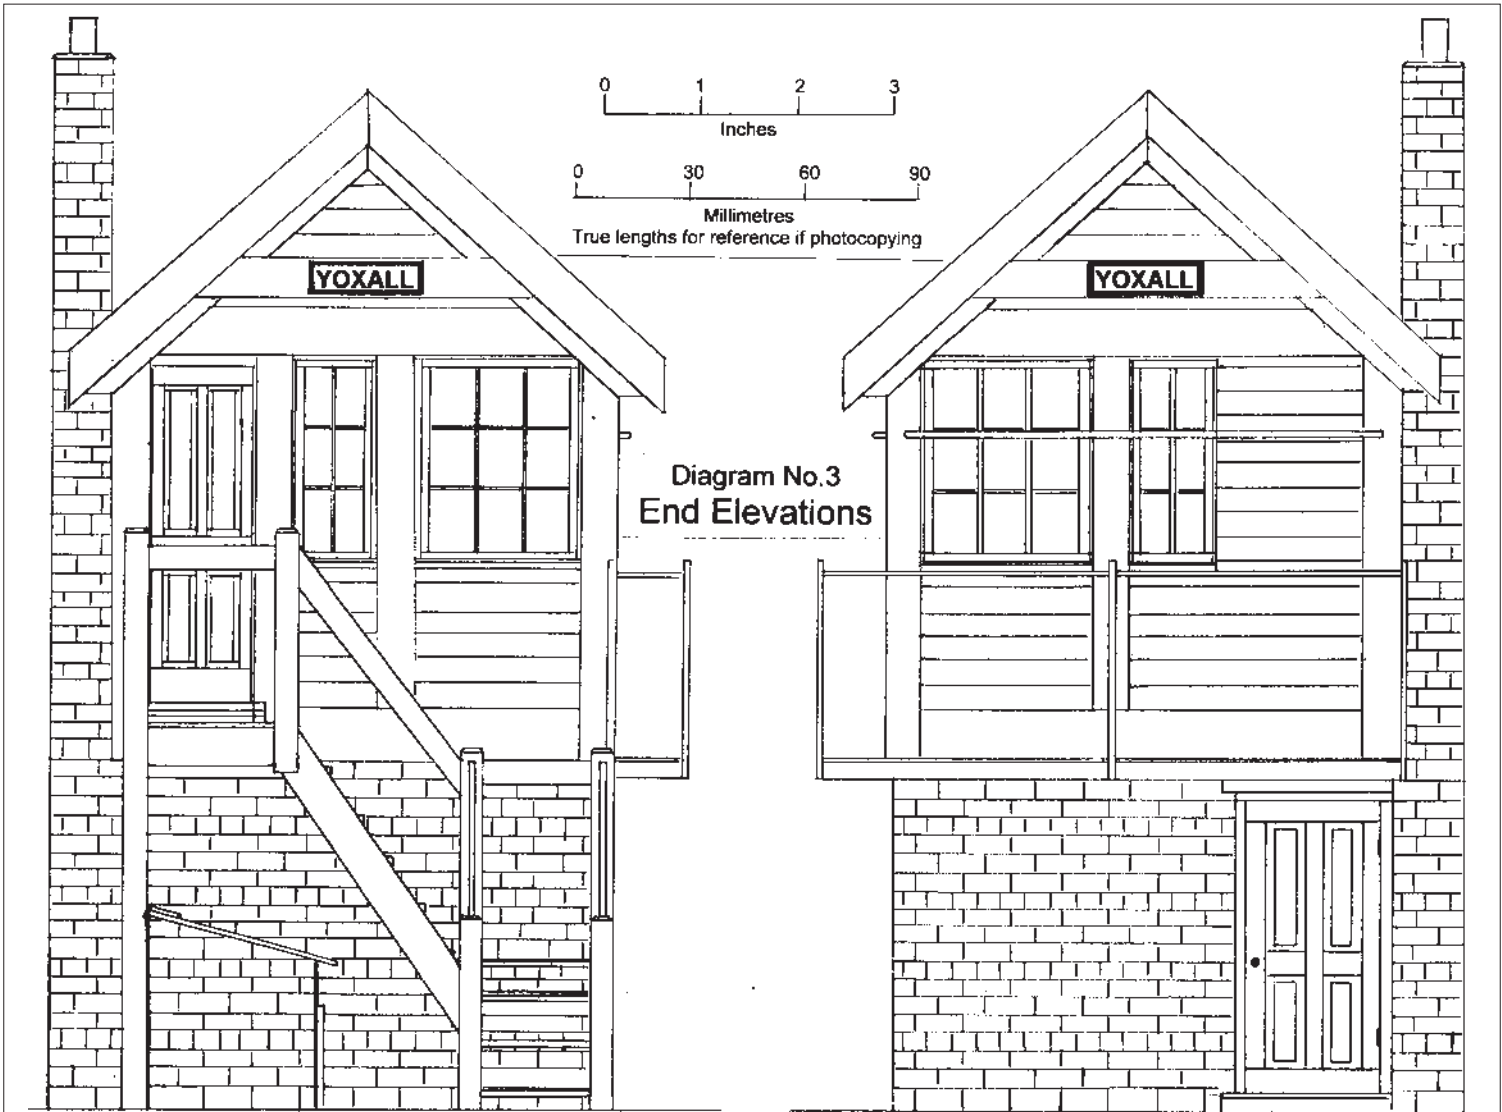 0 1 2 3
Inches
0 30 60 90
Millimetres
True lengths for reference if photocopying
YOXALL
YOXALL
Diagram No.3
End Elevations